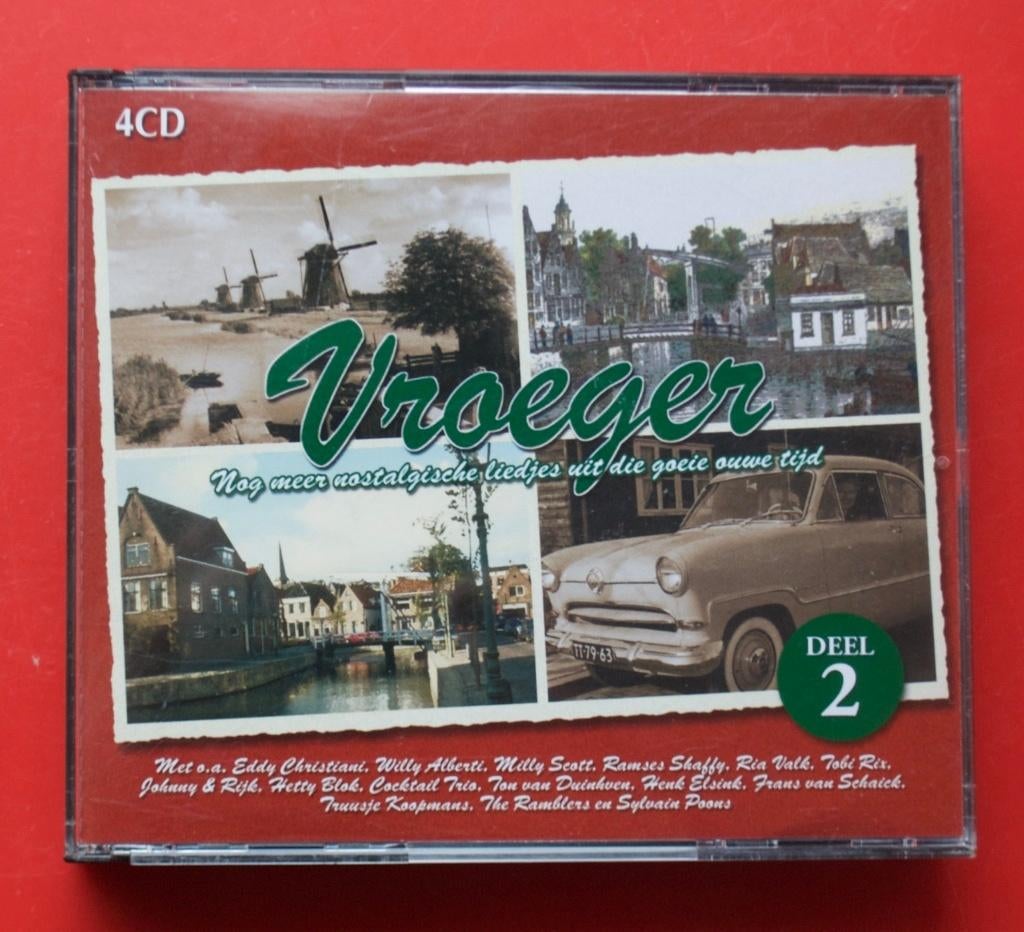 4CD
Vroeger
Nog meer nostalgische liedjes uit die goeie ouwe tijd
TT-79-63
DEEL
2
Met o.a. Eddy Christiani, Willy Alberti, Milly Scott, Ramses Shaffy, Ria Valk, Tobi Rix,
Johnny & Rijk, Hetty Blok, Cocktail Trio, Ton van Duinhven, Henk Elsink, Frans van Schaick,
Truusje Koopmans, The Ramblers en Sylvain Poons